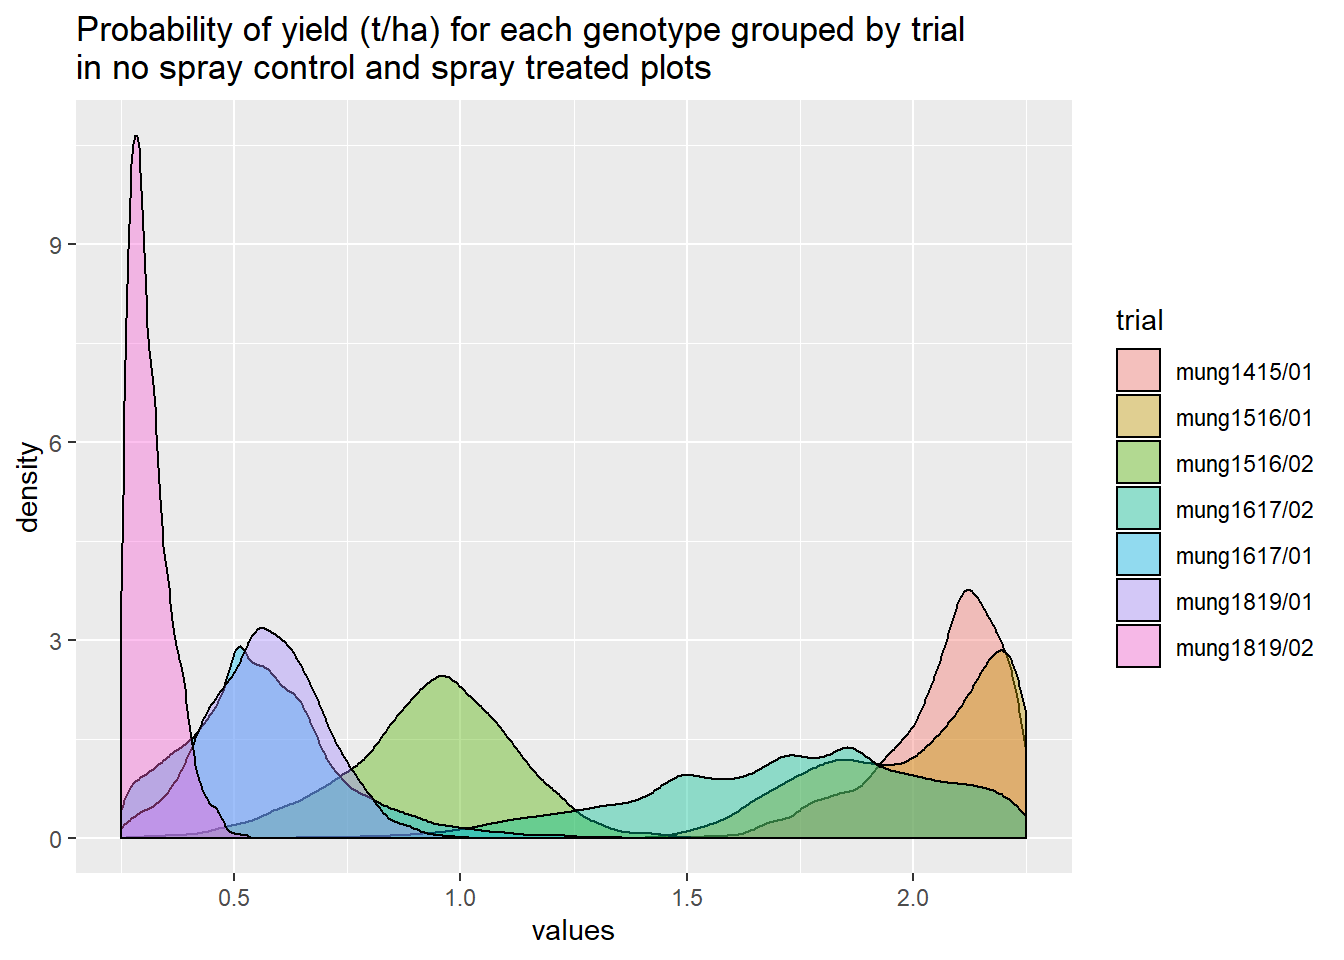 Probability of yield (t/ha) for each genotype grouped by trial
in no spray control and spray treated plots
density
9
6
3
0
0.5
1.0
1.5
2.0
values
trial
mung1415/01
mung1516/01
mung1516/02
mung1617/02
mung1617/01
mung1819/01
mung1819/02